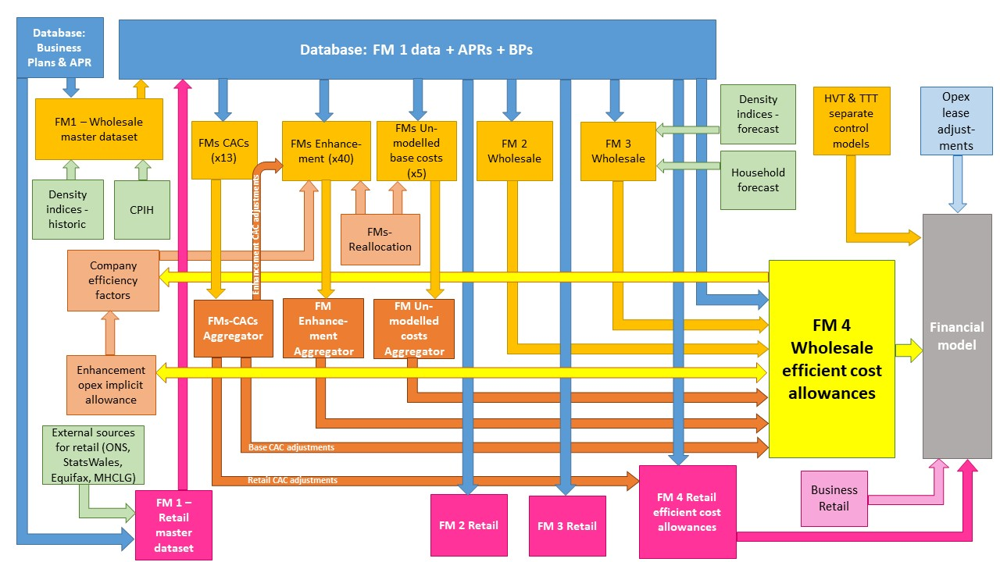 Database:
Business
Plans & APR
Database: FM 1 data + APRs + BPs
FM1 – Wholesale
master dataset
FMs CACs
(x13)
FMs Enhance-
ment (x40)
FMs Un-
modelled
base costs
(x5)
FM 2
Wholesale
FM 3
Wholesale
Density
indices -
forecast
Household
forecast
HVT & TTT
separate
control
models
Opex
lease
adjust-
ments
Density
indices -
historic
CPIH
Enhancement CAC adjustments
FMs-
Reallocation
Company
efficiency
factors
FMs-CACs
Aggregator
FM
Enhance-
ment
Aggregator
FM Un-
modelled
costs
Aggregator
FM 4
Wholesale
efficient cost
allowances
Financial
model
Enhancement
opex implicit
allowance
External sources
for retail (ONS,
StatsWales,
Equifax, MHCLG)
Base CAC adjustments
Retail CAC adjustments
FM 1 –
Retail
master
dataset
FM 2 Retail
FM 3 Retail
FM 4 Retail
efficient cost
allowances
Business
Retail